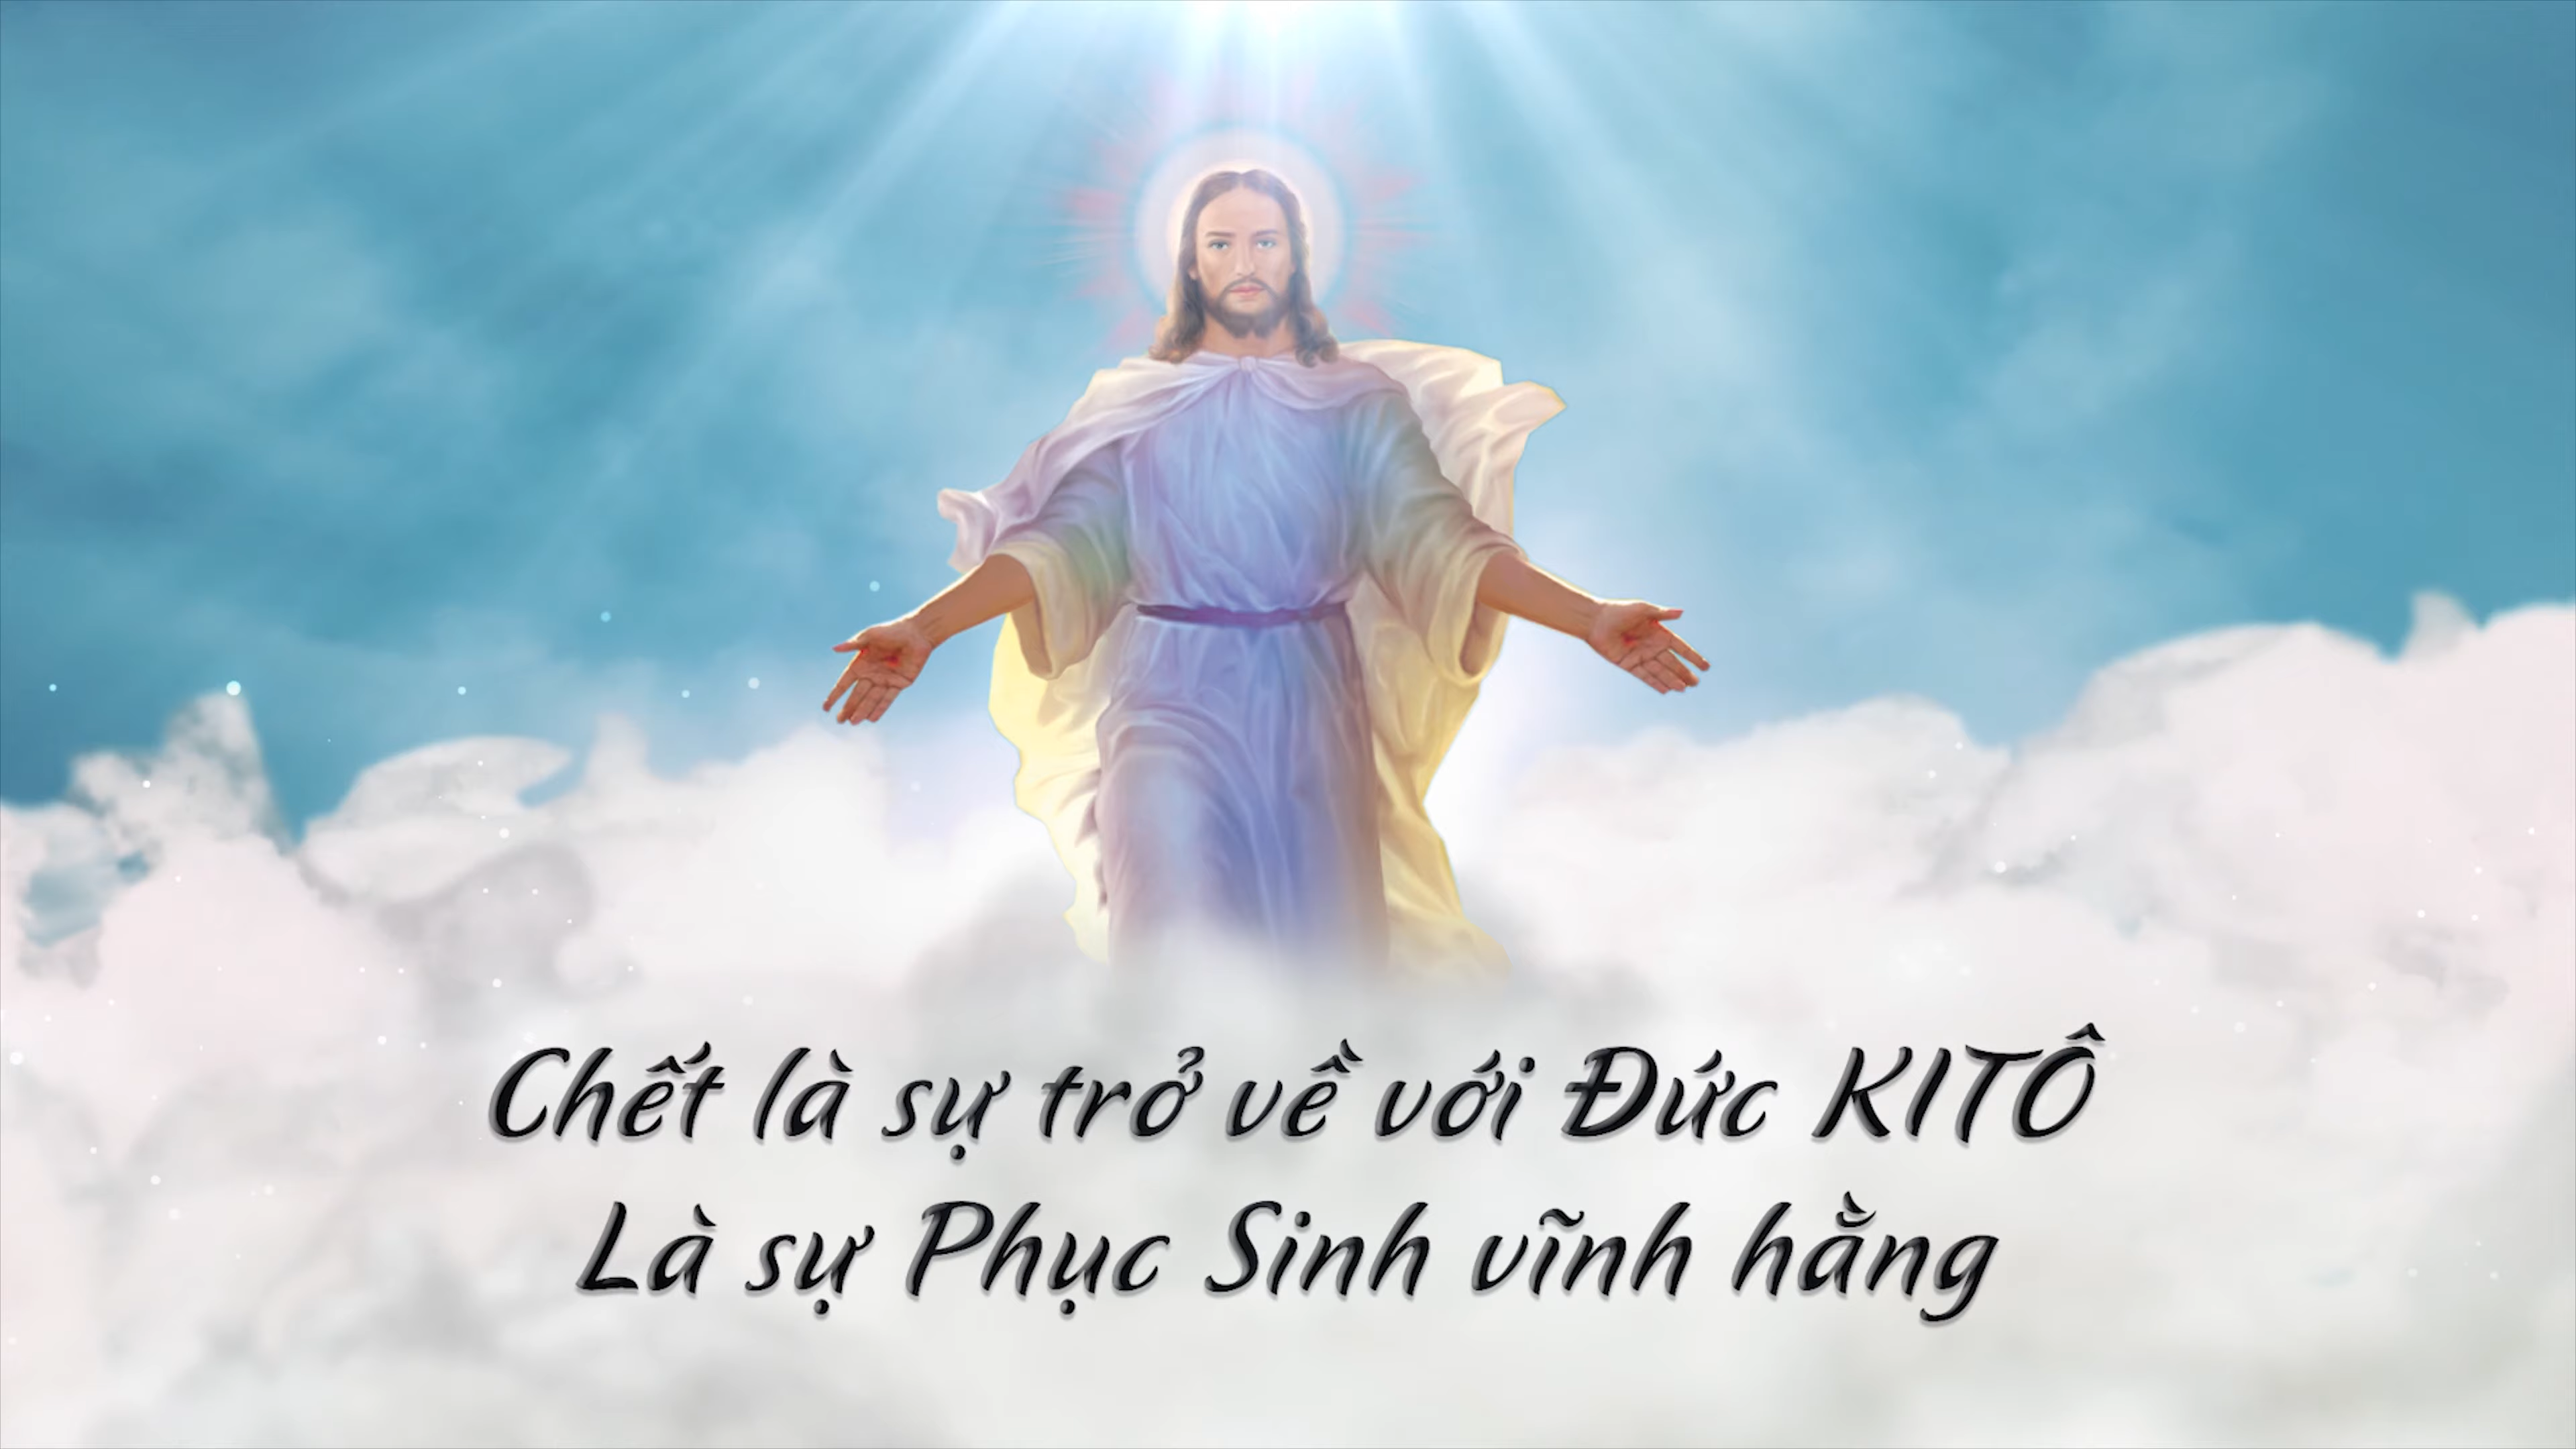 Chết là sự trở về với Đức KITÔ
Là sự Phục Sinh vĩnh hằng